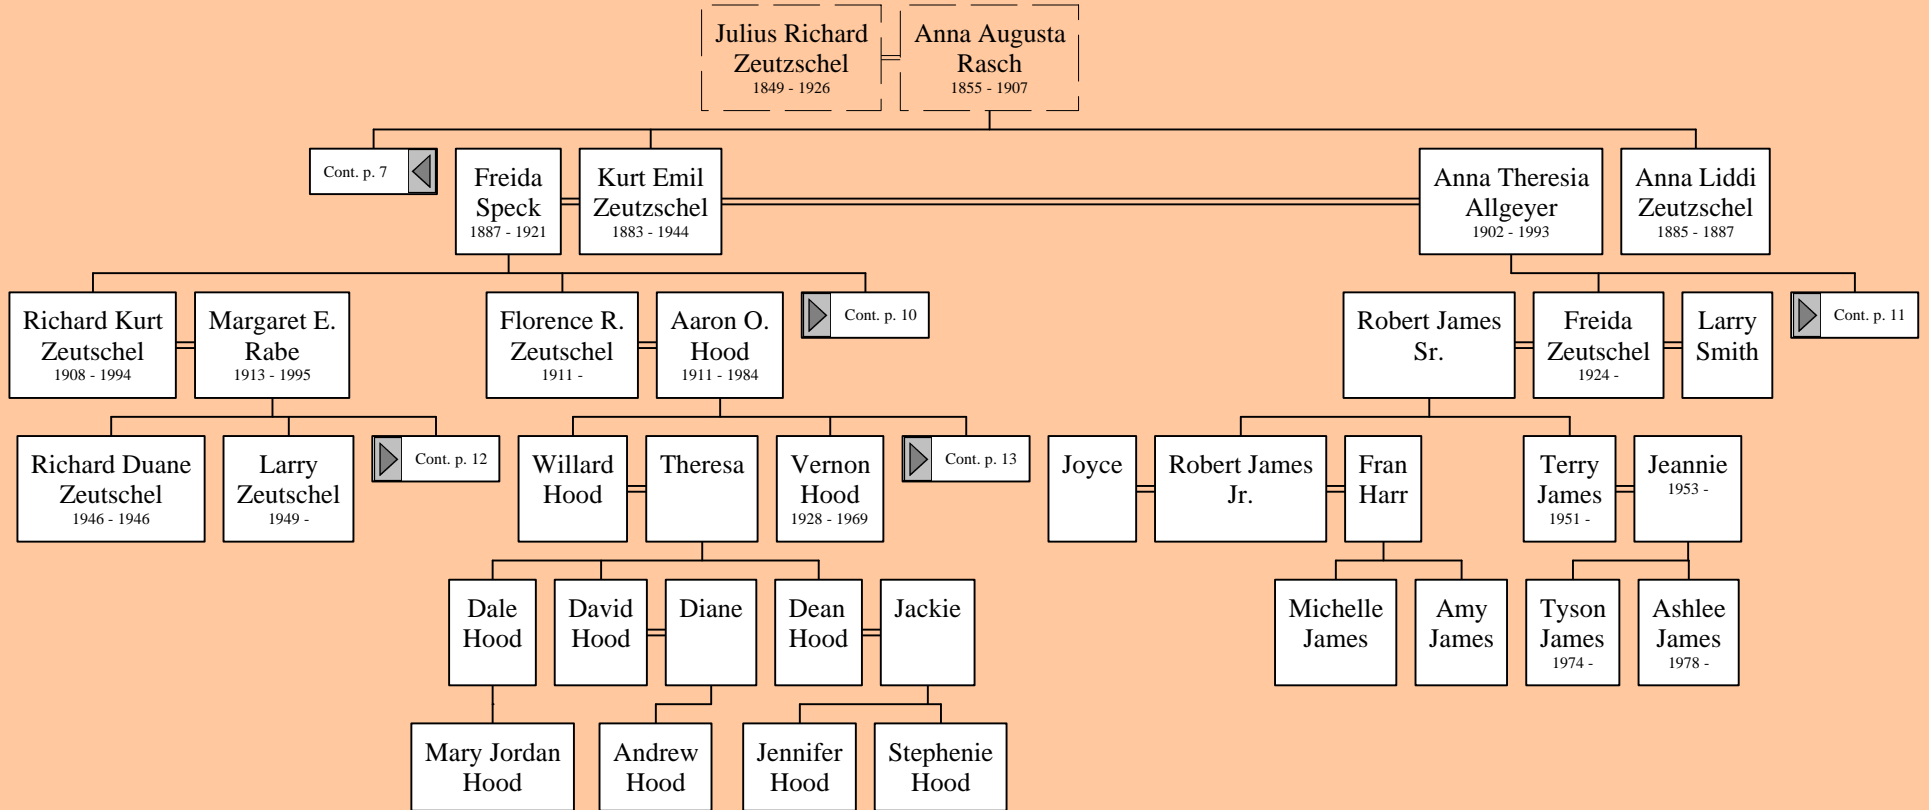 Julius Richard
Zeutzschel
1849 - 1926
Anna Augusta
Rasch
1855 - 1907
Cont. p. 7
Freida
Speck
1887 - 1921
Kurt Emil
Zeutzschel
1883 - 1944
Anna Theresia
Allgeyer
1902 - 1993
Anna Liddi
Zeutzschel
1885 - 1887
Richard Kurt
Zeutschel
1908 - 1994
Margaret E.
Rabe
1913 - 1995
Florence R.
Zeutschel
1911 -
Aaron O.
Hood
1911 - 1984
Cont. p. 10
Robert James
Sr.
Freida
Zeutschel
1924 -
Larry
Smith
Cont. p. 11
Richard Duane
Zeutschel
1946 - 1946
Larry
Zeutschel
1949 -
Cont. p. 12
Willard
Hood
Theresa
Vernon
Hood
1928 - 1969
Cont. p. 13
Joyce
Robert James
Jr.
Fran
Harr
Terry
James
1951 -
Jeannie
1953 -
Dale
Hood
David
Hood
Diane
Dean
Hood
Jackie
Michelle
James
Amy
James
Tyson
James
1974 -
Ashlee
James
1978 -
Mary Jordan
Hood
Andrew
Hood
Jennifer
Hood
Stephenie
Hood